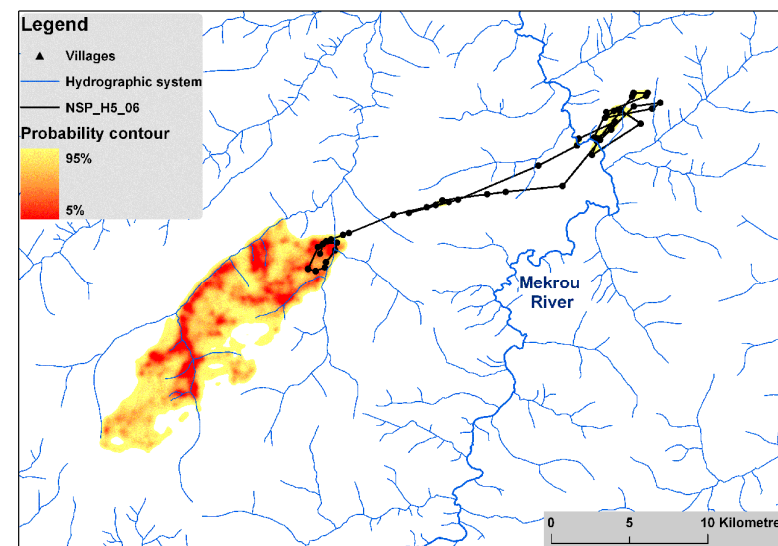 Legend
Villages
Hydrographic system
NSP_H5_06
Probability contour
95%
5%
Mekrou
River
0 5 10 Kilometre